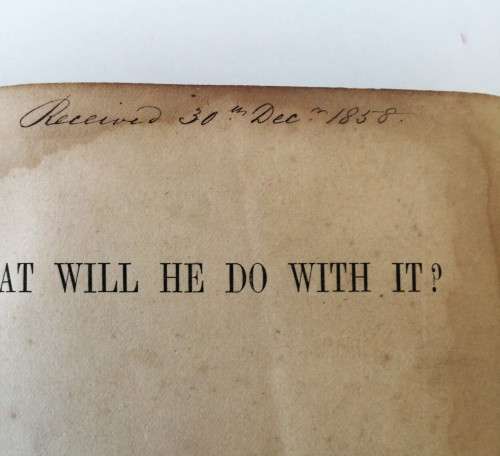 Received 30th Decr 1858.
AT WILL HE DO WITH IT?